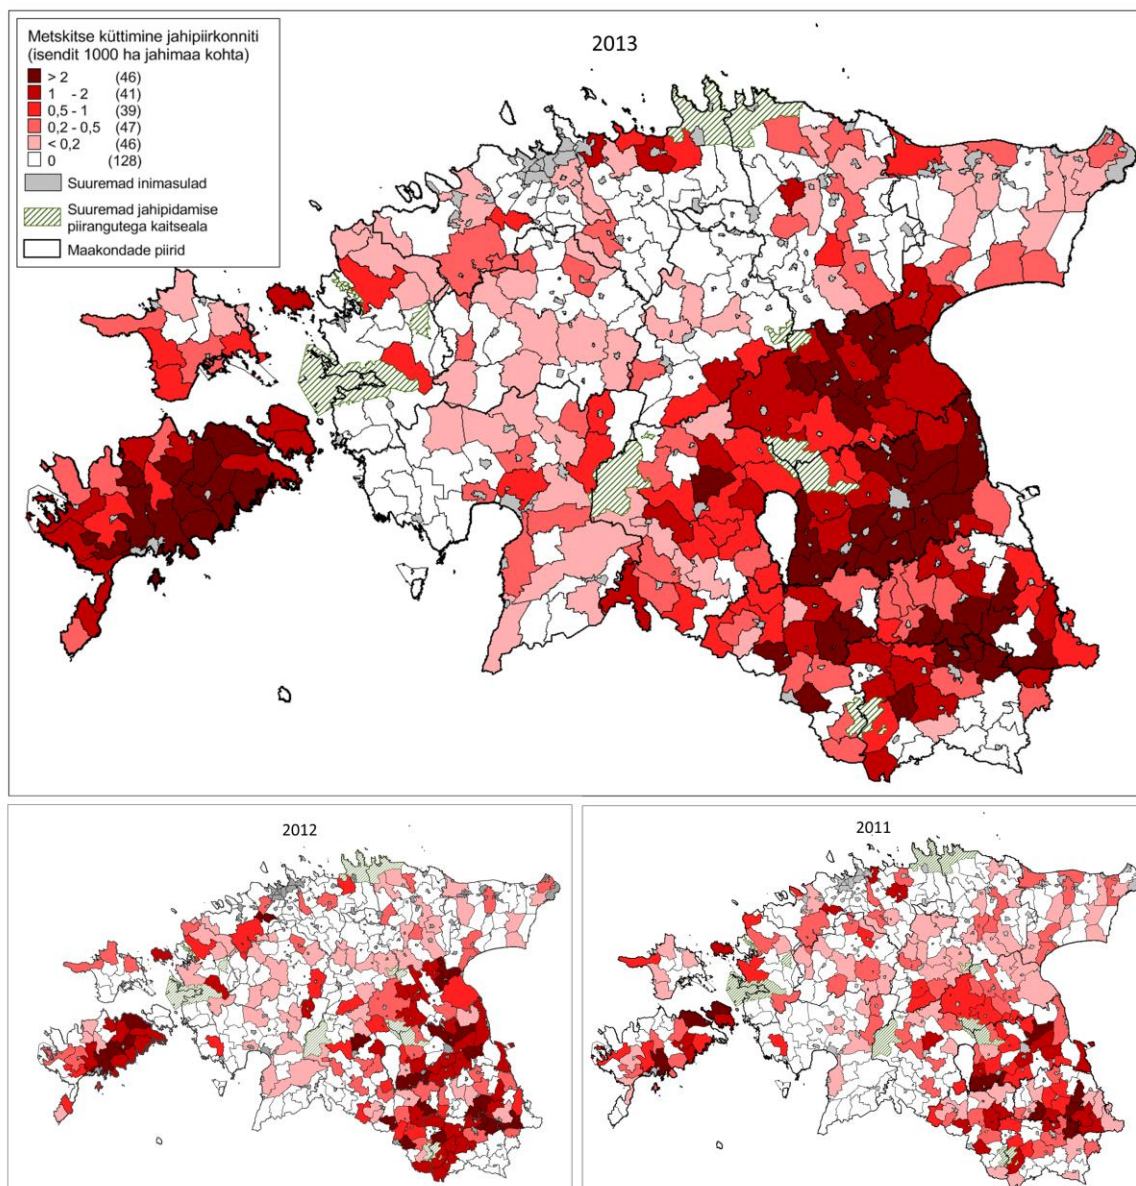 Metskitse küttimine jahipiirkonniti
(isendit 1000 ha jahimaa kohta)
> 2 (46)
1 - 2 (41)
0,5 - 1 (39)
0,2 - 0,5 (47)
< 0,2 (46)
0 (128)
Suuremad inimasulad
Suuremad jahipidamise
piirangutega kaitseala
Maakondade piirid
2013
2012
2011